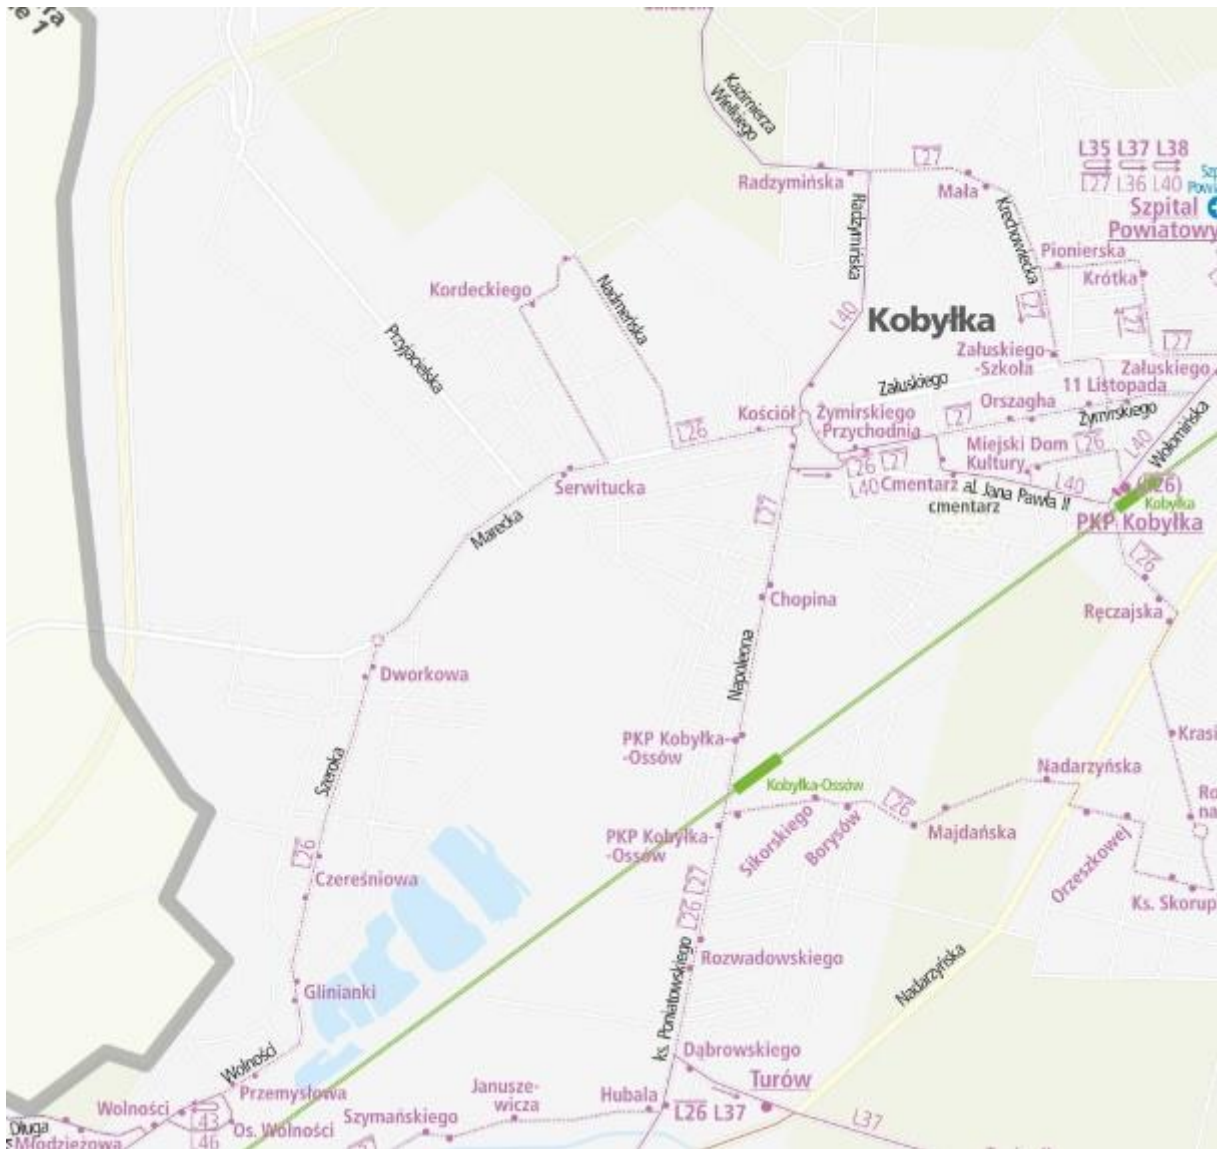 Kazimierza
Wielkiego
L27
L35 L37 L38
L27 L36 L40
Radzymińska
Mała
Szpital
Powiatowy
Radzymińska
Krechowiecka
Pionierska
Krótka
Kordeckiego
Nadmeńska
L40
Kobyłka
L27
L27
L27
Przyjacielska
Załuskiego
-Szkoła
Załuskiego
Załuskiego
11 Listopada
Kościół
Żymirskiego
-Przychodnia
Orszagha
Żymirskiego
L27
L26
Miejski Dom
Kultury
L26
L40
Wołomińska
L26 L27
L40
Cmentarz
al. Jana Pawła II
L40
cmentarz
Kobyłka
PKP Kobyłka
Serwitucka
Marecka
L27
L26
Chopina
Ręczajska
Napoleona
Dworkowa
PKP Kobyłka
-Ossów
Szeroka
Kobyłka-Ossów
Nadarzyńska
L26
PKP Kobyłka-
-Ossów
Sikorskiego
Borysów
Majdańska
Orzeszkowej
L26
Czereśniowa
L26 L27
Ks. Skorup
Rozwadowskiego
ks. Poniatowskiego
Nadarzyńska
Glinianki
Wolności
Dąbrowskiego
Turów
Przemysłowa
Janusze-
wicza
Hubala
L26 L37
L37
Wolności
L43
L46
Os. Wolności
Szymańskiego
Długa
Młodzieżowa